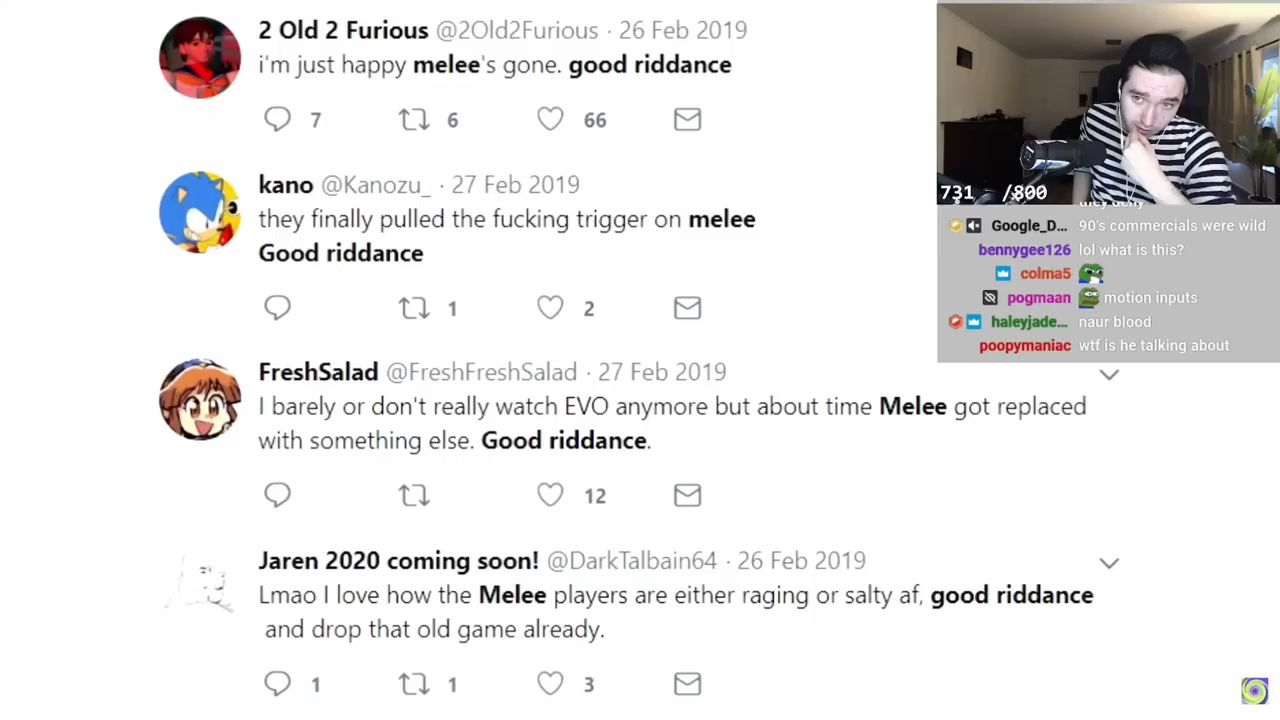 2 Old 2 Furious @2Old2Furious · 26 Feb 2019
i'm just happy melee's gone. good riddance
7 6 66
kano @Kanozu_ · 27 Feb 2019
they finally pulled the fucking trigger on melee
Good riddance
1 2
FreshSalad @FreshFreshSalad · 27 Feb 2019
I barely or don't really watch EVO anymore but about time Melee got replaced
with something else. Good riddance.
12
Jaren 2020 coming soon! @DarkTalbain64 · 26 Feb 2019
Lmao I love how the Melee players are either raging or salty af, good riddance
and drop that old game already.
1 1 3
731 /800
they deny
Google_D... 90's commercials were wild
bennygee126 lol what is this?
colma5
pogmaan motion inputs
haleyjade... naur blood
poopymaniac wtf is he talking about